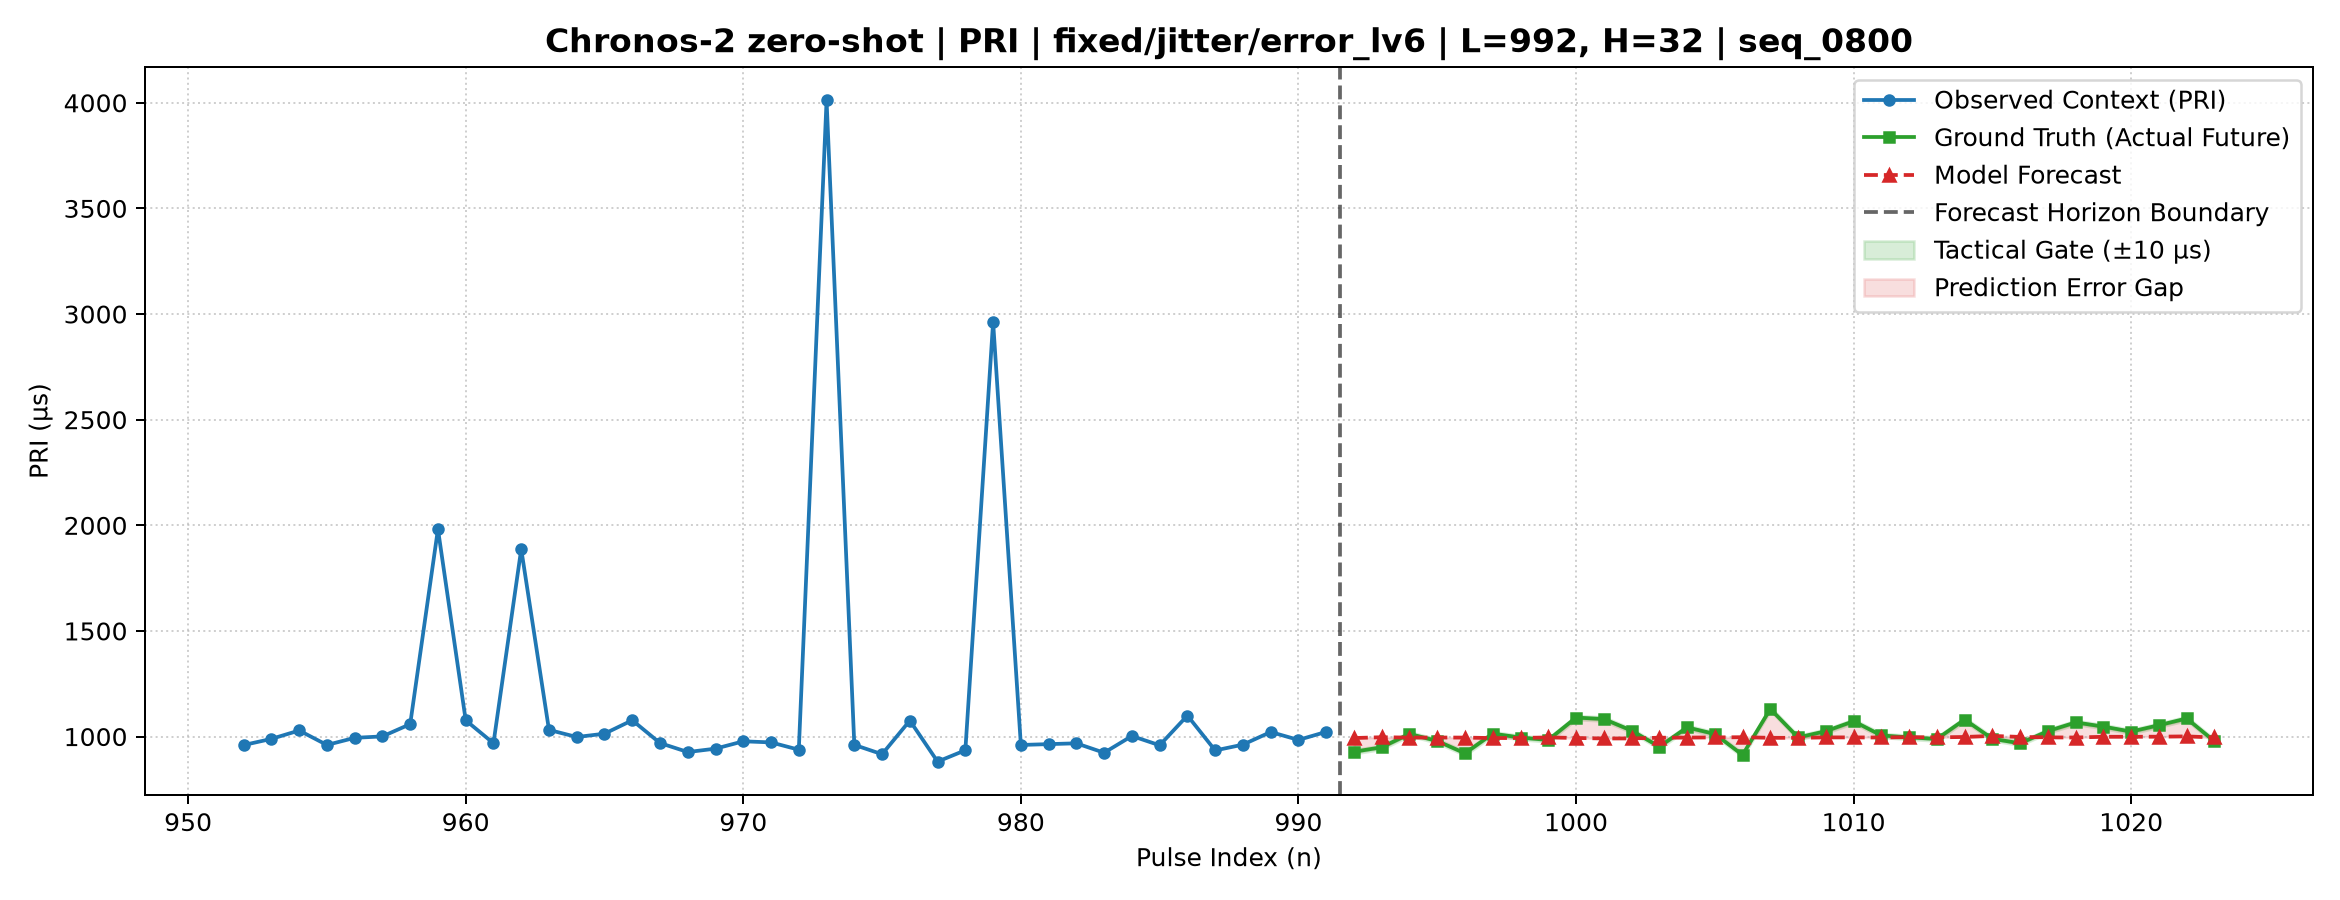 Chronos-2 zero-shot | PRI | fixed/jitter/error_lv6 | L=992, H=32 | seq_0800
Observed Context (PRI)
Ground Truth (Actual Future)
Model Forecast
Forecast Horizon Boundary
Tactical Gate (±10 µs)
Prediction Error Gap
PRI (µs)
4000
3500
3000
2500
2000
1500
1000
950 960 970 980 990 1000 1010 1020
Pulse Index (n)